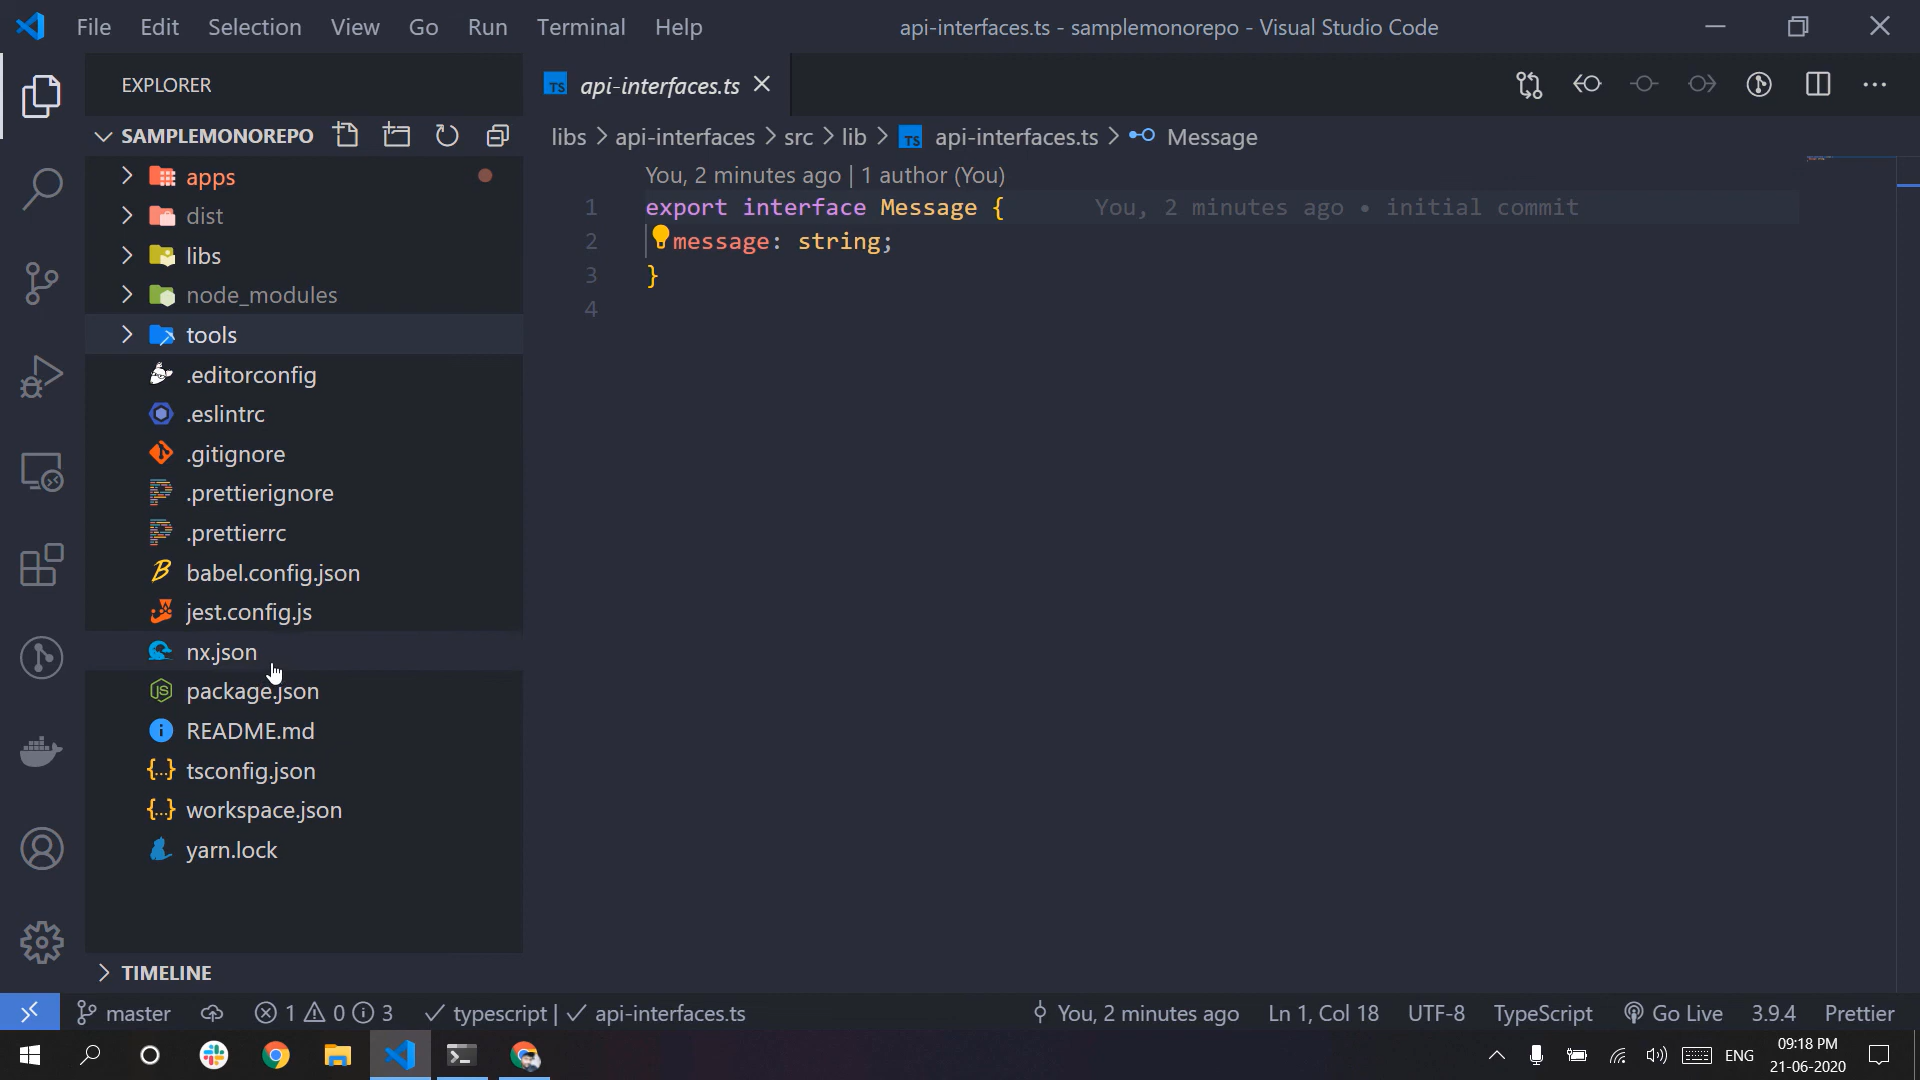 File Edit Selection View Go Run Terminal Help api-interfaces.ts - samplemonorepo - Visual Studio Code
EXPLORER
TS api-interfaces.ts
SAMPLEMONOREPO
libs > api-interfaces > src > lib > TS api-interfaces.ts > Message
apps
dist
libs
node_modules
tools
.editorconfig
.eslintrc
.gitignore
.prettierignore
.prettierrc
babel.config.json
jest.config.js
nx.json
package.json
README.md
{...} tsconfig.json
{...} workspace.json
yarn.lock
TIMELINE
You, 2 minutes ago | 1 author (You)
1 export interface Message { You, 2 minutes ago • initial commit
2 message: string;
3 }
4
master 1 0 3 typescript | api-interfaces.ts You, 2 minutes ago Ln 1, Col 18 UTF-8 TypeScript Go Live 3.9.4 Prettier
ENG 09:18 PM
21-06-2020